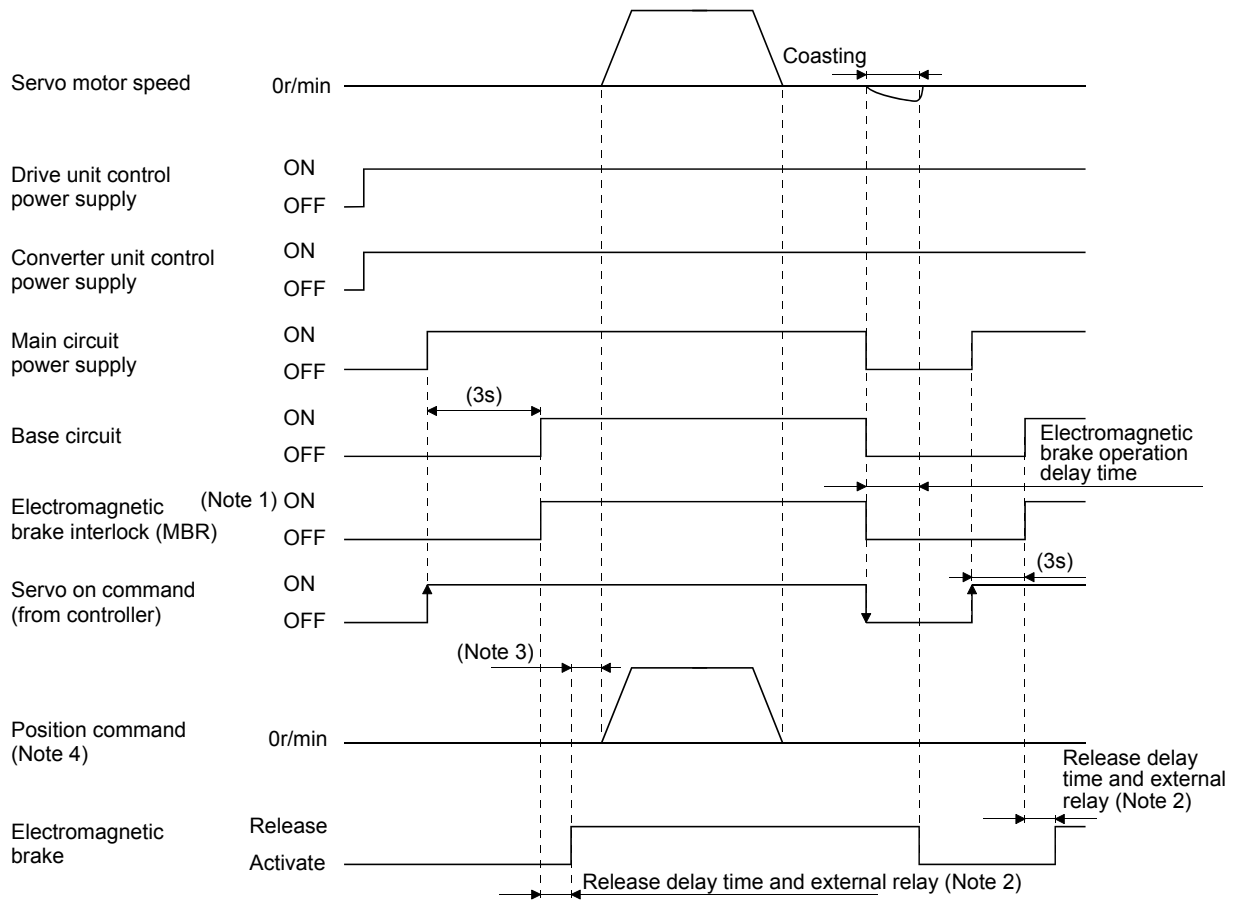 Coasting
Servo motor speed
0r/min
Drive unit control
power supply
ON
OFF
Converter unit control
power supply
ON
OFF
Main circuit
power supply
ON
OFF
(3s)
Base circuit
ON
OFF
Electromagnetic
brake operation
delay time
Electromagnetic
brake interlock (MBR)
(Note 1) ON
OFF
(3s)
Servo on command
(from controller)
ON
OFF
(Note 3)
Position command
(Note 4)
0r/min
Release delay
time and external
relay (Note 2)
Electromagnetic
brake
Release
Activate
Release delay time and external relay (Note 2)